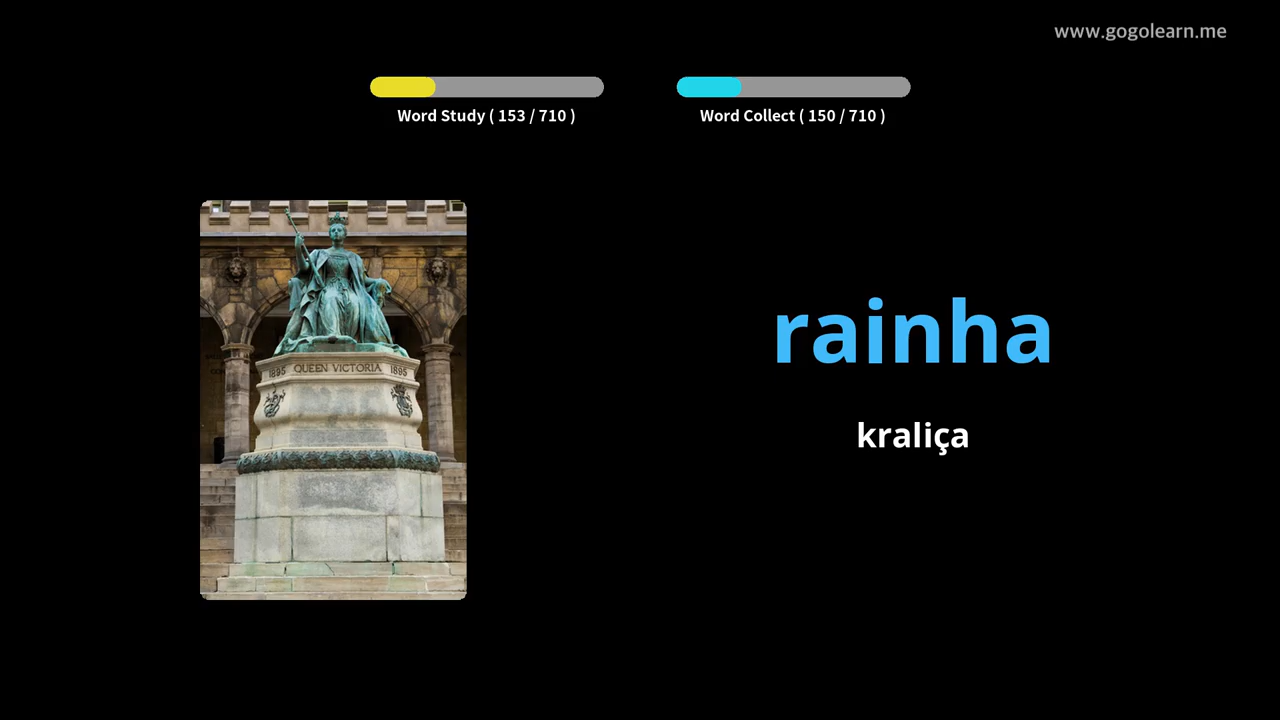 www.gogolearn.me
Word Study ( 153 / 710 )
Word Collect ( 150 / 710 )
1895 QUEEN VICTORIA 1895
rainha
kraliça